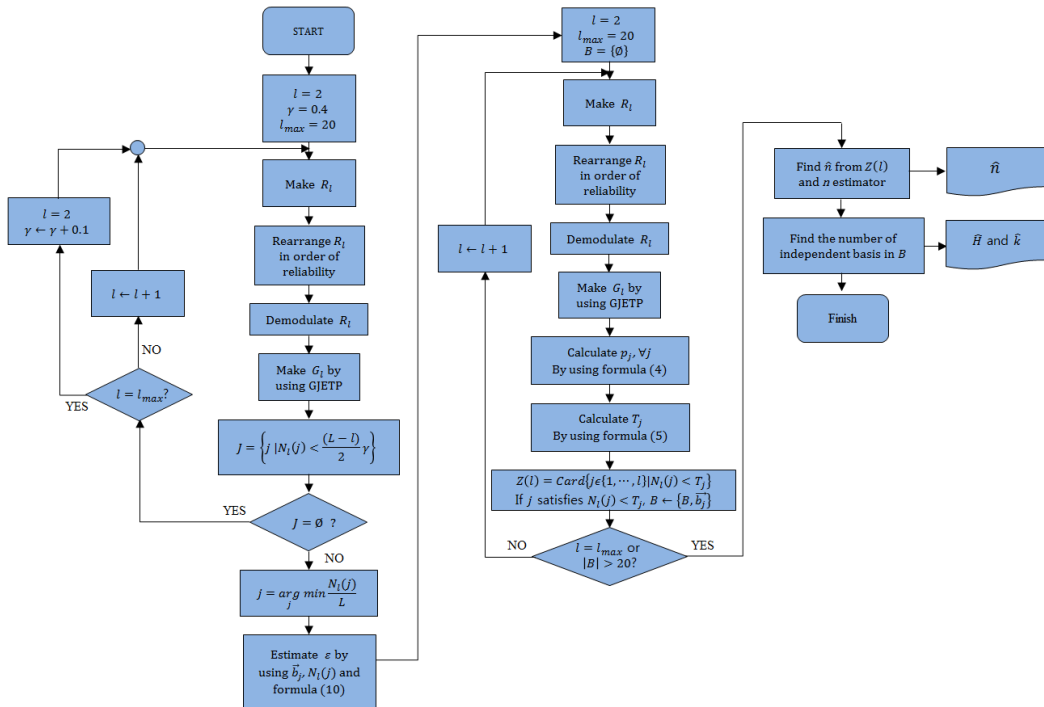 START
l = 2
γ = 0.4
l_max = 20
Make R_l
Rearrange R_l
in order of
reliability
Demodulate R_l
Make G_l by
using GJETP
J = {j |N_l(j) < (L − l)/2 γ}
J = Ø ?
YES
NO
l = l_max?
YES
NO
l ← l + 1
l = 2
γ ← γ + 0.1
j = arg min_j N_l(j)/L
Estimate ε by
using b⃗_j, N_l(j) and
formula (10)
l = 2
l_max = 20
B = {Ø}
Make R_l
Rearrange R_l
in order of
reliability
Demodulate R_l
Make G_l by
using GJETP
Calculate p_j, ∀j
By using formula (4)
Calculate T_j
By using formula (5)
Z(l) = Card{jϵ{1, ⋯, l}|N_l(j) < T_j}
If j satisfies N_l(j) < T_j, B ← {B, b⃗_j}
l = l_max or
|B| > 20?
NO
YES
l ← l + 1
Find n̂ from Z(l)
and n estimator
n̂
Find the number of
independent basis in B
Ĥ and k̂
Finish